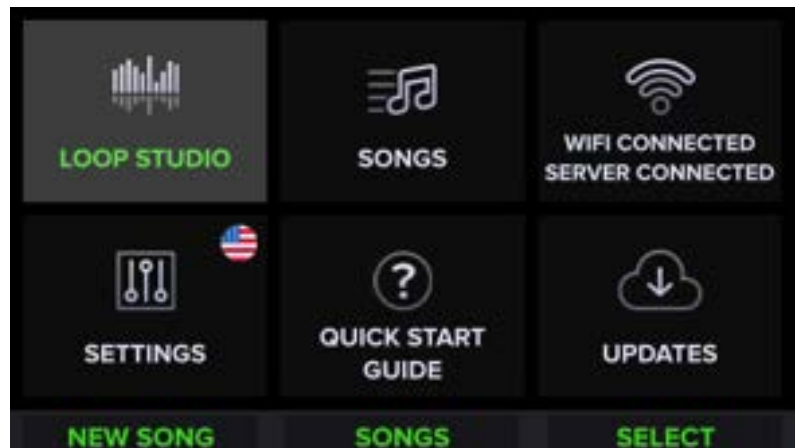 LOOP STUDIO
SONGS
WIFI CONNECTED
SERVER CONNECTED
SETTINGS
?
QUICK START
GUIDE
UPDATES
NEW SONG
SONGS
SELECT